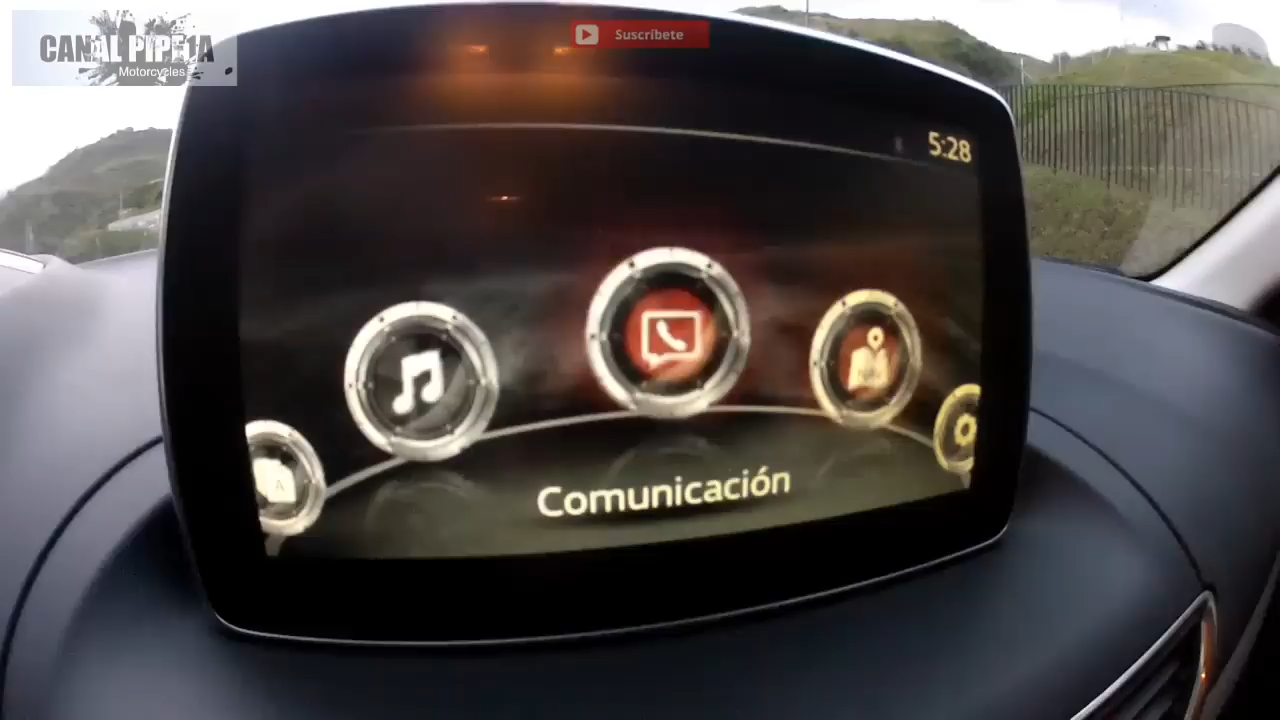 CANAL PIPE1A
Motorcycles
Suscríbete
5:28
A
Comunicación